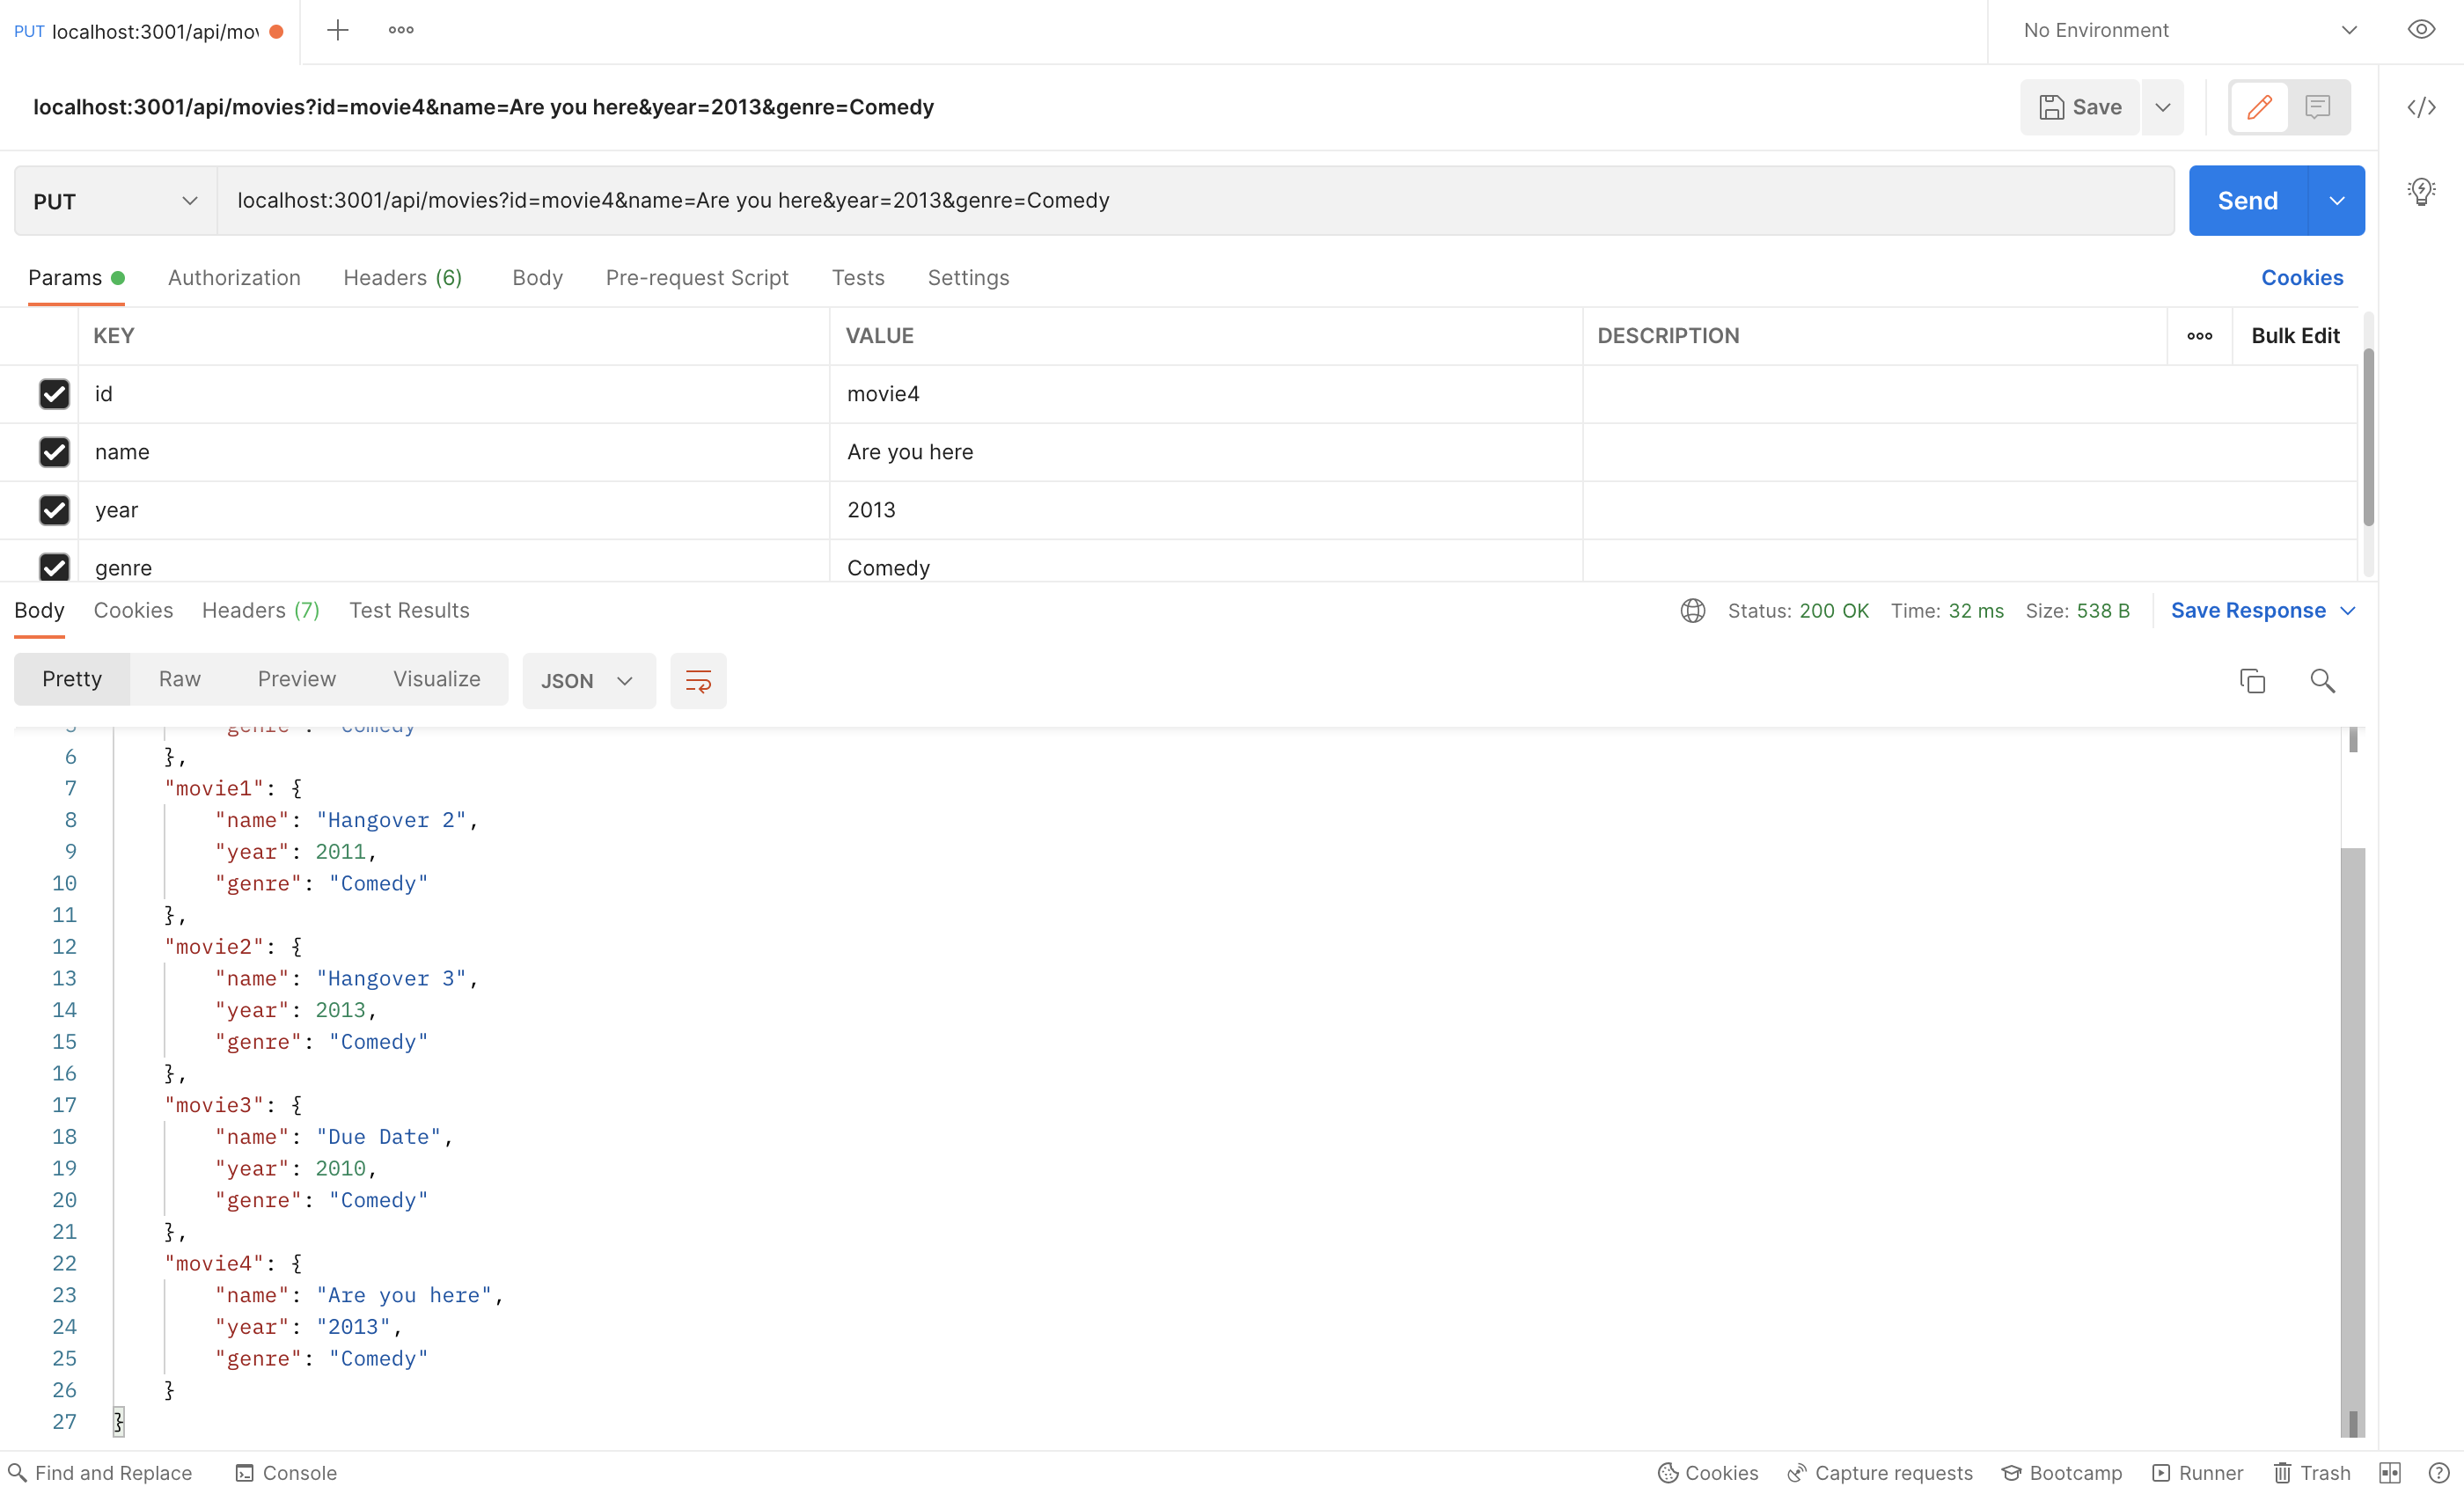 PUT localhost:3001/api/mov
No Environment
localhost:3001/api/movies?id=movie4&name=Are you here&year=2013&genre=Comedy
Save
PUT
localhost:3001/api/movies?id=movie4&name=Are you here&year=2013&genre=Comedy
Send
Params Authorization Headers (6) Body Pre-request Script Tests Settings Cookies
KEY VALUE DESCRIPTION Bulk Edit
id movie4
name Are you here
year 2013
genre Comedy
Body Cookies Headers (7) Test Results Status: 200 OK Time: 32 ms Size: 538 B Save Response
Pretty Raw Preview Visualize JSON
5 "genre": "Comedy"
6 },
7 "movie1": {
8 "name": "Hangover 2",
9 "year": 2011,
10 "genre": "Comedy"
11 },
12 "movie2": {
13 "name": "Hangover 3",
14 "year": 2013,
15 "genre": "Comedy"
16 },
17 "movie3": {
18 "name": "Due Date",
19 "year": 2010,
20 "genre": "Comedy"
21 },
22 "movie4": {
23 "name": "Are you here",
24 "year": "2013",
25 "genre": "Comedy"
26 }
27 }
Find and Replace Console Cookies Capture requests Bootcamp Runner Trash